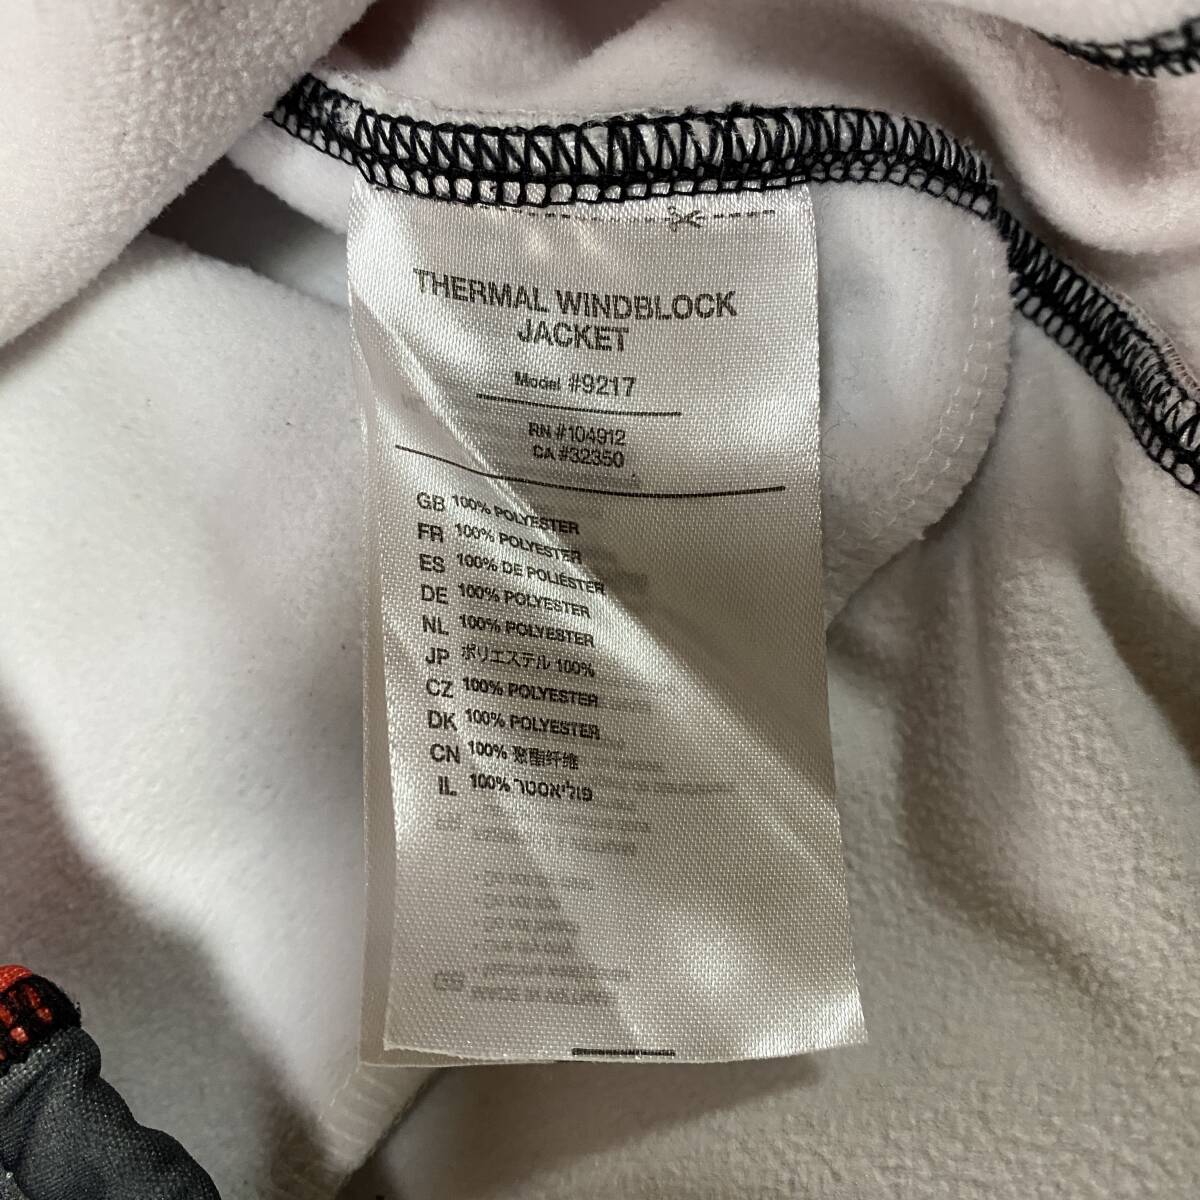 THERMAL WINDBLOCK
JACKET
Model #9217
RN #104912
CA #32350
GB 100% POLYESTER
FR 100% POLYESTER
ES 100% DE POLIÉSTER
DE 100% POLYESTER
NL 100% POLYESTER
JP ポリエステル 100%
CZ 100% POLYESTER
DK 100% POLYESTER
CN 100% 聚酯纤维
IL 100% פוליאסטר